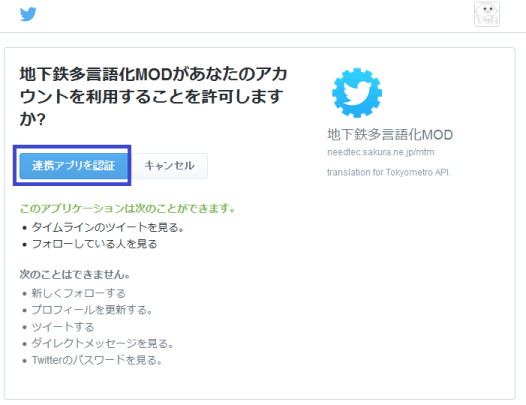 地下鉄多言語化MODがあなたのアカ
ウントを利用することを許可します
か?
連携アプリを認証
キャンセル
このアプリケーションは次のことができます。
タイムラインのツイートを見る。
フォローしている人を見る
次のことはできません。
新しくフォローする
プロフィールを更新する。
ツイートする
ダイレクトメッセージを見る。
Twitterのパスワードを見る。
地下鉄多言語化MOD
needtec.sakura.ne.jp/mtm
translation for Tokyometro API.